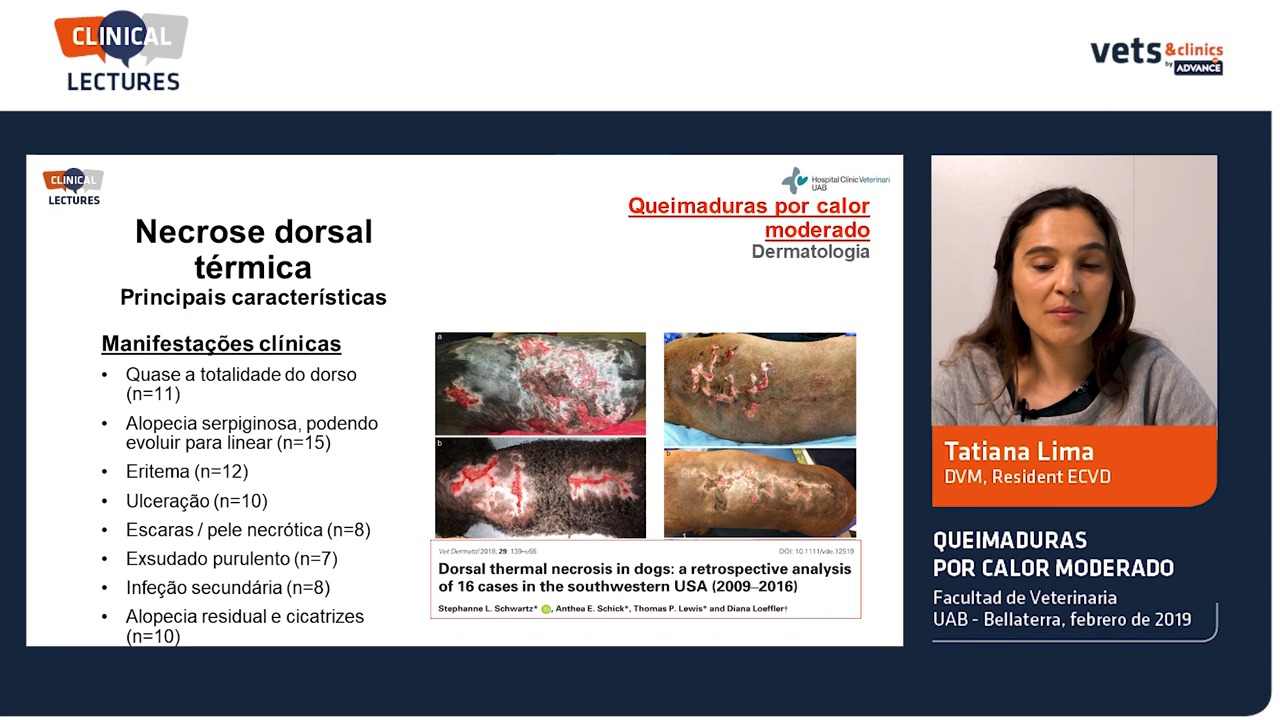 CLINICAL
LECTURES
vets &clinics
by ADVANCE
CLINICAL
LECTURES
Hospital Clínic Veterinari
UAB
Queimaduras por calor
moderado
Dermatologia
Necrose dorsal
térmica
Principais características
Manifestações clínicas
• Quase a totalidade do dorso
(n=11)
• Alopecia serpiginosa, podendo
evoluir para linear (n=15)
• Eritema (n=12)
• Ulceração (n=10)
• Escaras / pele necrótica (n=8)
• Exsudado purulento (n=7)
• Infeção secundária (n=8)
• Alopecia residual e cicatrizes
(n=10)
a
a
b
b
Vet Dermatol 2018; 29: 139–e55
DOI: 10.1111/vde.12519
Dorsal thermal necrosis in dogs: a retrospective analysis
of 16 cases in the southwestern USA (2009–2016)
Stephanne L. Schwartz* iD, Anthea E. Schick*, Thomas P. Lewis* and Diana Loeffler†
Tatiana Lima
DVM, Resident ECVD
QUEIMADURAS
POR CALOR MODERADO
Facultad de Veterinaria
UAB - Bellaterra, febrero de 2019